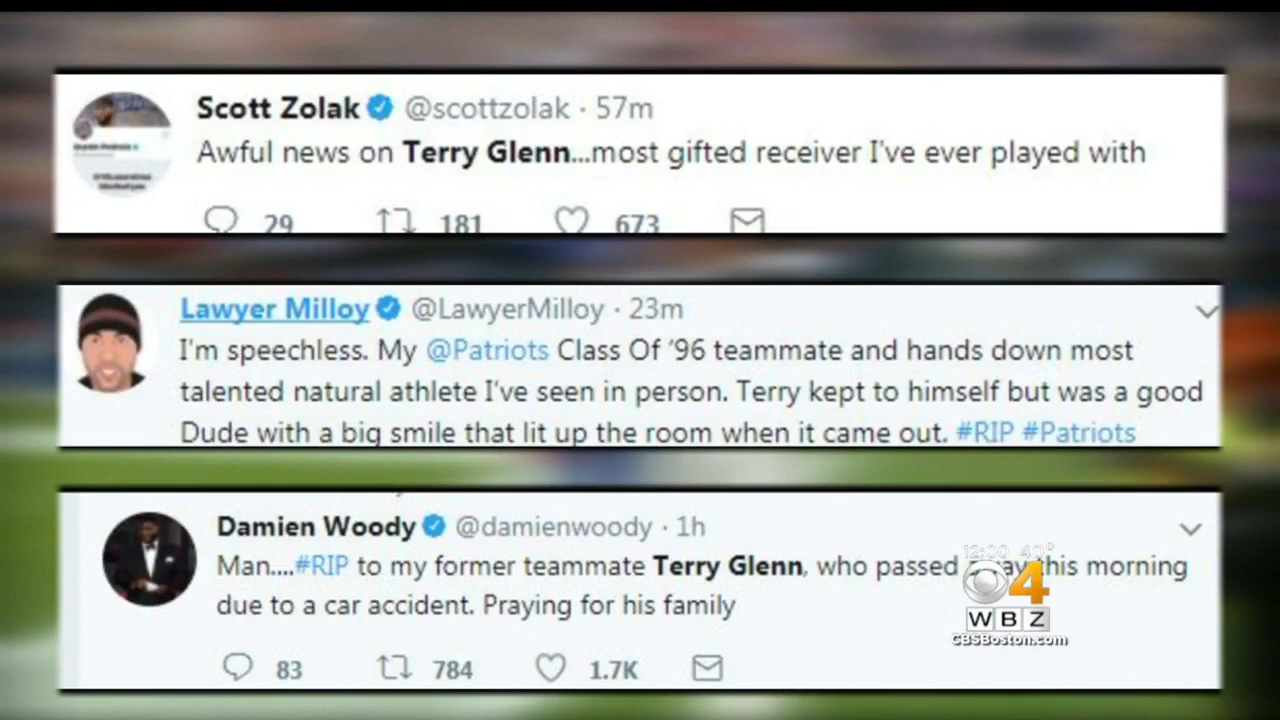 Scott Zolak @scottzolak · 57m
Awful news on Terry Glenn...most gifted receiver I've ever played with
29 181 673
Lawyer Milloy @LawyerMilloy · 23m
I'm speechless. My @Patriots Class Of '96 teammate and hands down most
talented natural athlete I've seen in person. Terry kept to himself but was a good
Dude with a big smile that lit up the room when it came out. #RIP #Patriots
Damien Woody @damienwoody · 1h
Man....#RIP to my former teammate Terry Glenn, who passed away this morning
due to a car accident. Praying for his family
83 784 1.7K
12:00 40°
4
WBZ
CBSBoston.com